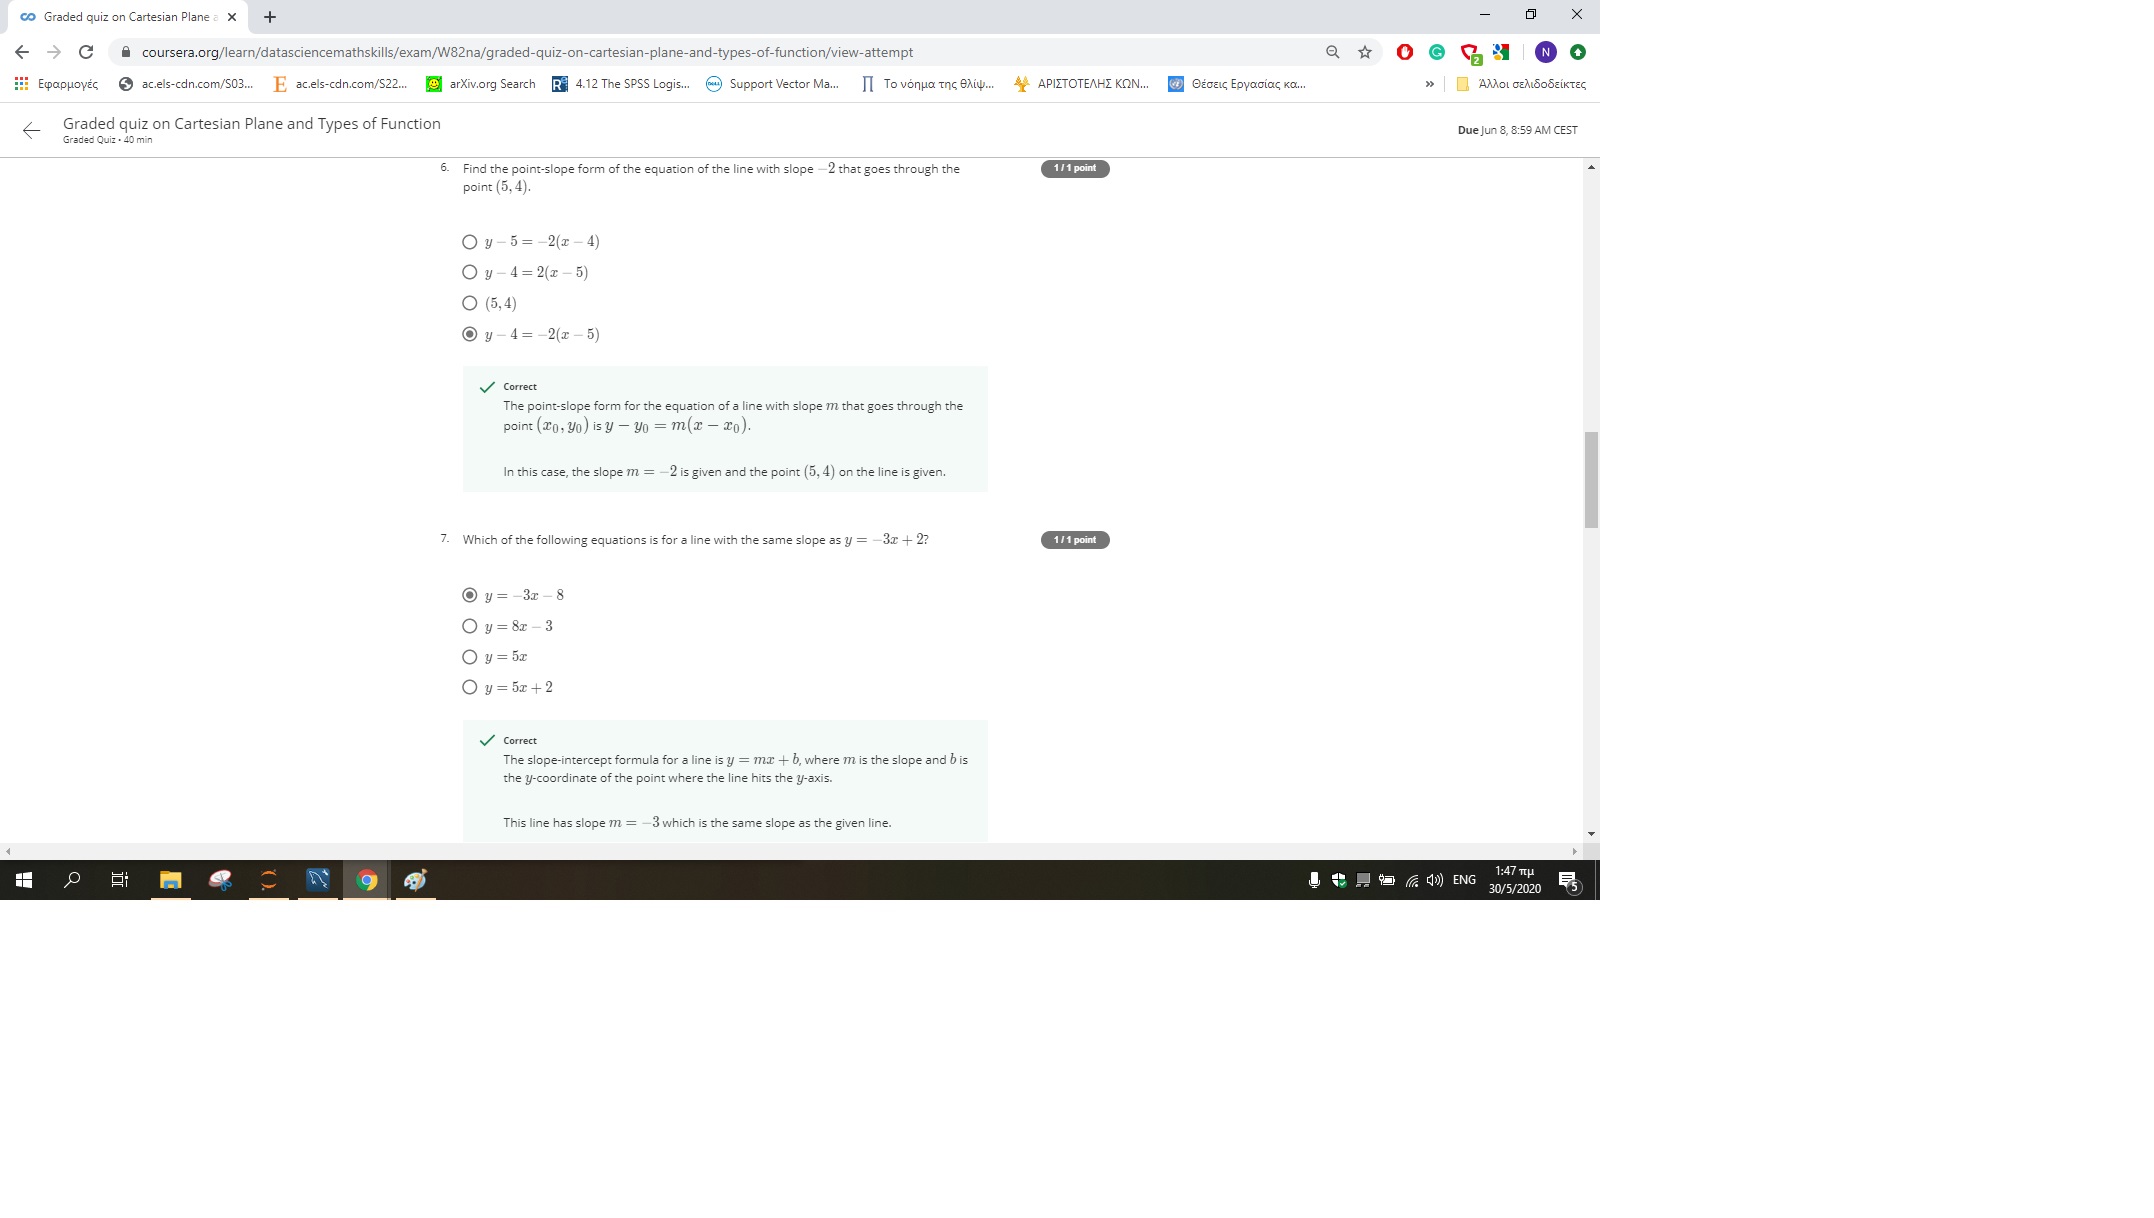 Graded quiz on Cartesian Plane a
coursera.org/learn/datasciencemathskills/exam/W82na/graded-quiz-on-cartesian-plane-and-types-of-function/view-attempt
2
N
Εφαρμογές ac.els-cdn.com/S03... ac.els-cdn.com/S22... arXiv.org Search 4.12 The SPSS Logis... Support Vector Ma... Το νόημα της θλίψ... ΑΡΙΣΤΟΤΕΛΗΣ ΚΩΝ... Θέσεις Εργασίας κα... » Άλλοι σελιδοδείκτες
Graded quiz on Cartesian Plane and Types of Function
Graded Quiz • 40 min
Due Jun 8, 8:59 AM CEST
6. Find the point-slope form of the equation of the line with slope −2 that goes through the
point (5, 4).
1 / 1 point
y − 5 = −2(x − 4)
y − 4 = 2(x − 5)
(5, 4)
y − 4 = −2(x − 5)
Correct
The point-slope form for the equation of a line with slope m that goes through the
point (x₀, y₀) is y − y₀ = m(x − x₀).
In this case, the slope m = −2 is given and the point (5, 4) on the line is given.
7. Which of the following equations is for a line with the same slope as y = −3x + 2?
1 / 1 point
y = −3x − 8
y = 8x − 3
y = 5x
y = 5x + 2
Correct
The slope-intercept formula for a line is y = mx + b, where m is the slope and b is
the y-coordinate of the point where the line hits the y-axis.
This line has slope m = −3 which is the same slope as the given line.
ENG
1:47 πμ
30/5/2020
5